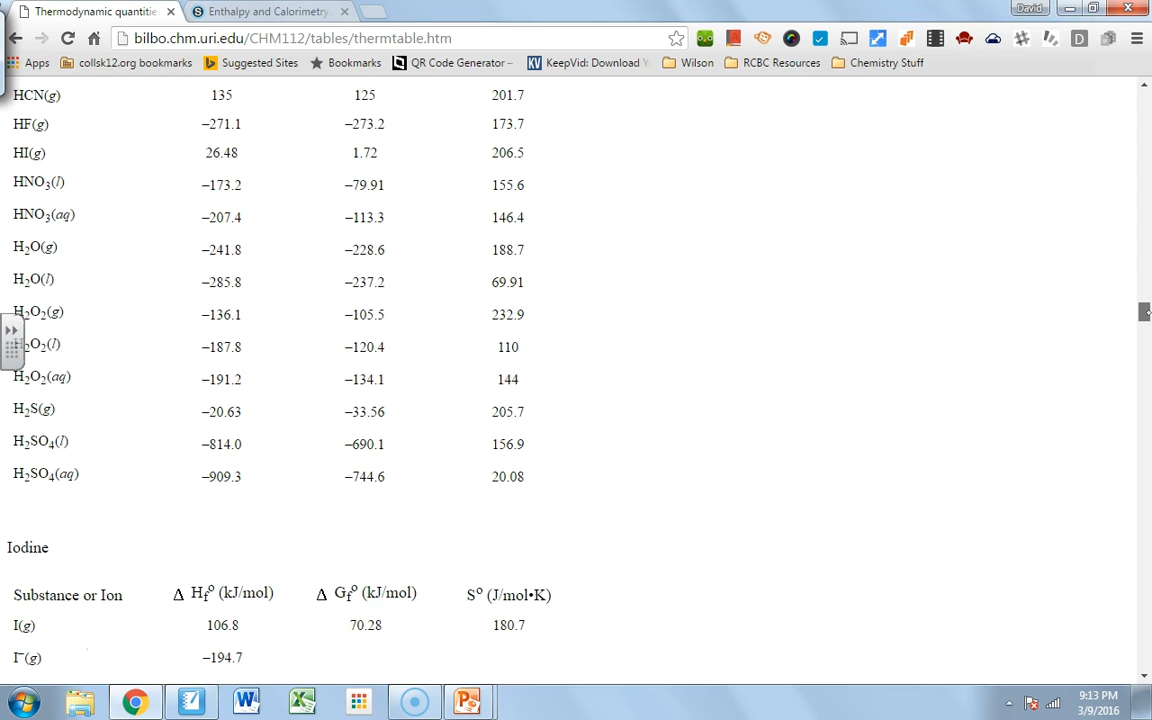 Thermodynamic quantitie
Enthalpy and Calorimetry
David
bilbo.chm.uri.edu/CHM112/tables/thermtable.htm
Apps collsk12.org bookmarks Suggested Sites Bookmarks QR Code Generator – KeepVid: Download Wilson RCBC Resources Chemistry Stuff
HCN(g) 135 125 201.7
HF(g) –271.1 –273.2 173.7
HI(g) 26.48 1.72 206.5
HNO₃(l) –173.2 –79.91 155.6
HNO₃(aq) –207.4 –113.3 146.4
H₂O(g) –241.8 –228.6 188.7
H₂O(l) –285.8 –237.2 69.91
H₂O₂(g) –136.1 –105.5 232.9
H₂O₂(l) –187.8 –120.4 110
H₂O₂(aq) –191.2 –134.1 144
H₂S(g) –20.63 –33.56 205.7
H₂SO₄(l) –814.0 –690.1 156.9
H₂SO₄(aq) –909.3 –744.6 20.08
Iodine
Substance or Ion Δ Hfº (kJ/mol) Δ Gfº (kJ/mol) Sº (J/mol•K)
I(g) 106.8 70.28 180.7
I⁻(g) –194.7
9:13 PM
3/9/2016